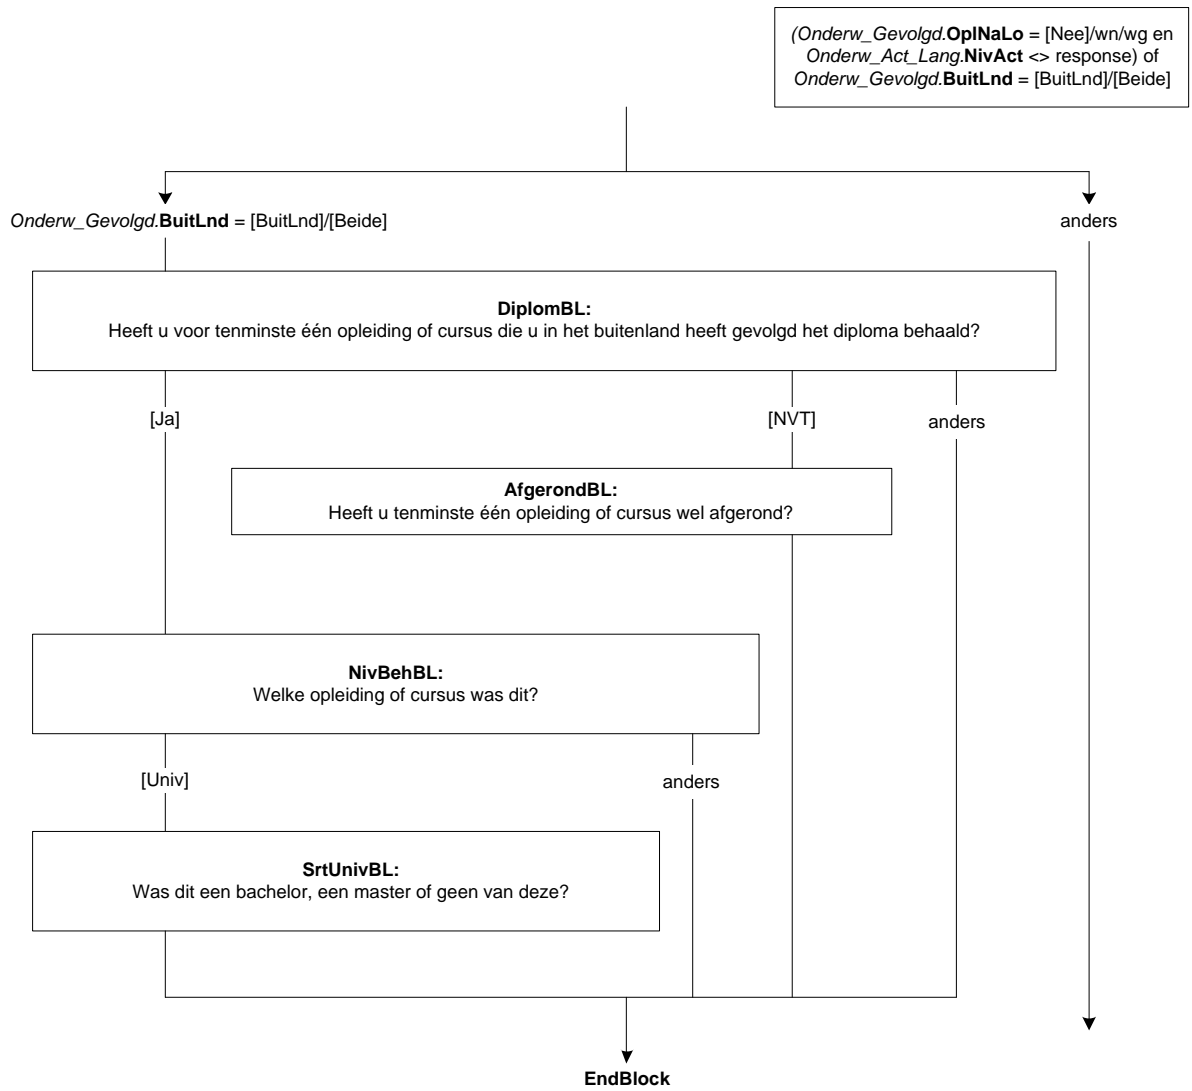 (Onderw_Gevolgd.OplNaLo = [Nee]/wn/wg en
Onderw_Act_Lang.NivAct <> response) of
Onderw_Gevolgd.BuitLnd = [BuitLnd]/[Beide]
Onderw_Gevolgd.BuitLnd = [BuitLnd]/[Beide]
anders
DiplomBL:
Heeft u voor tenminste één opleiding of cursus die u in het buitenland heeft gevolgd het diploma behaald?
[Ja]
[NVT]
anders
AfgerondBL:
Heeft u tenminste één opleiding of cursus wel afgerond?
NivBehBL:
Welke opleiding of cursus was dit?
[Univ]
anders
SrtUnivBL:
Was dit een bachelor, een master of geen van deze?
EndBlock